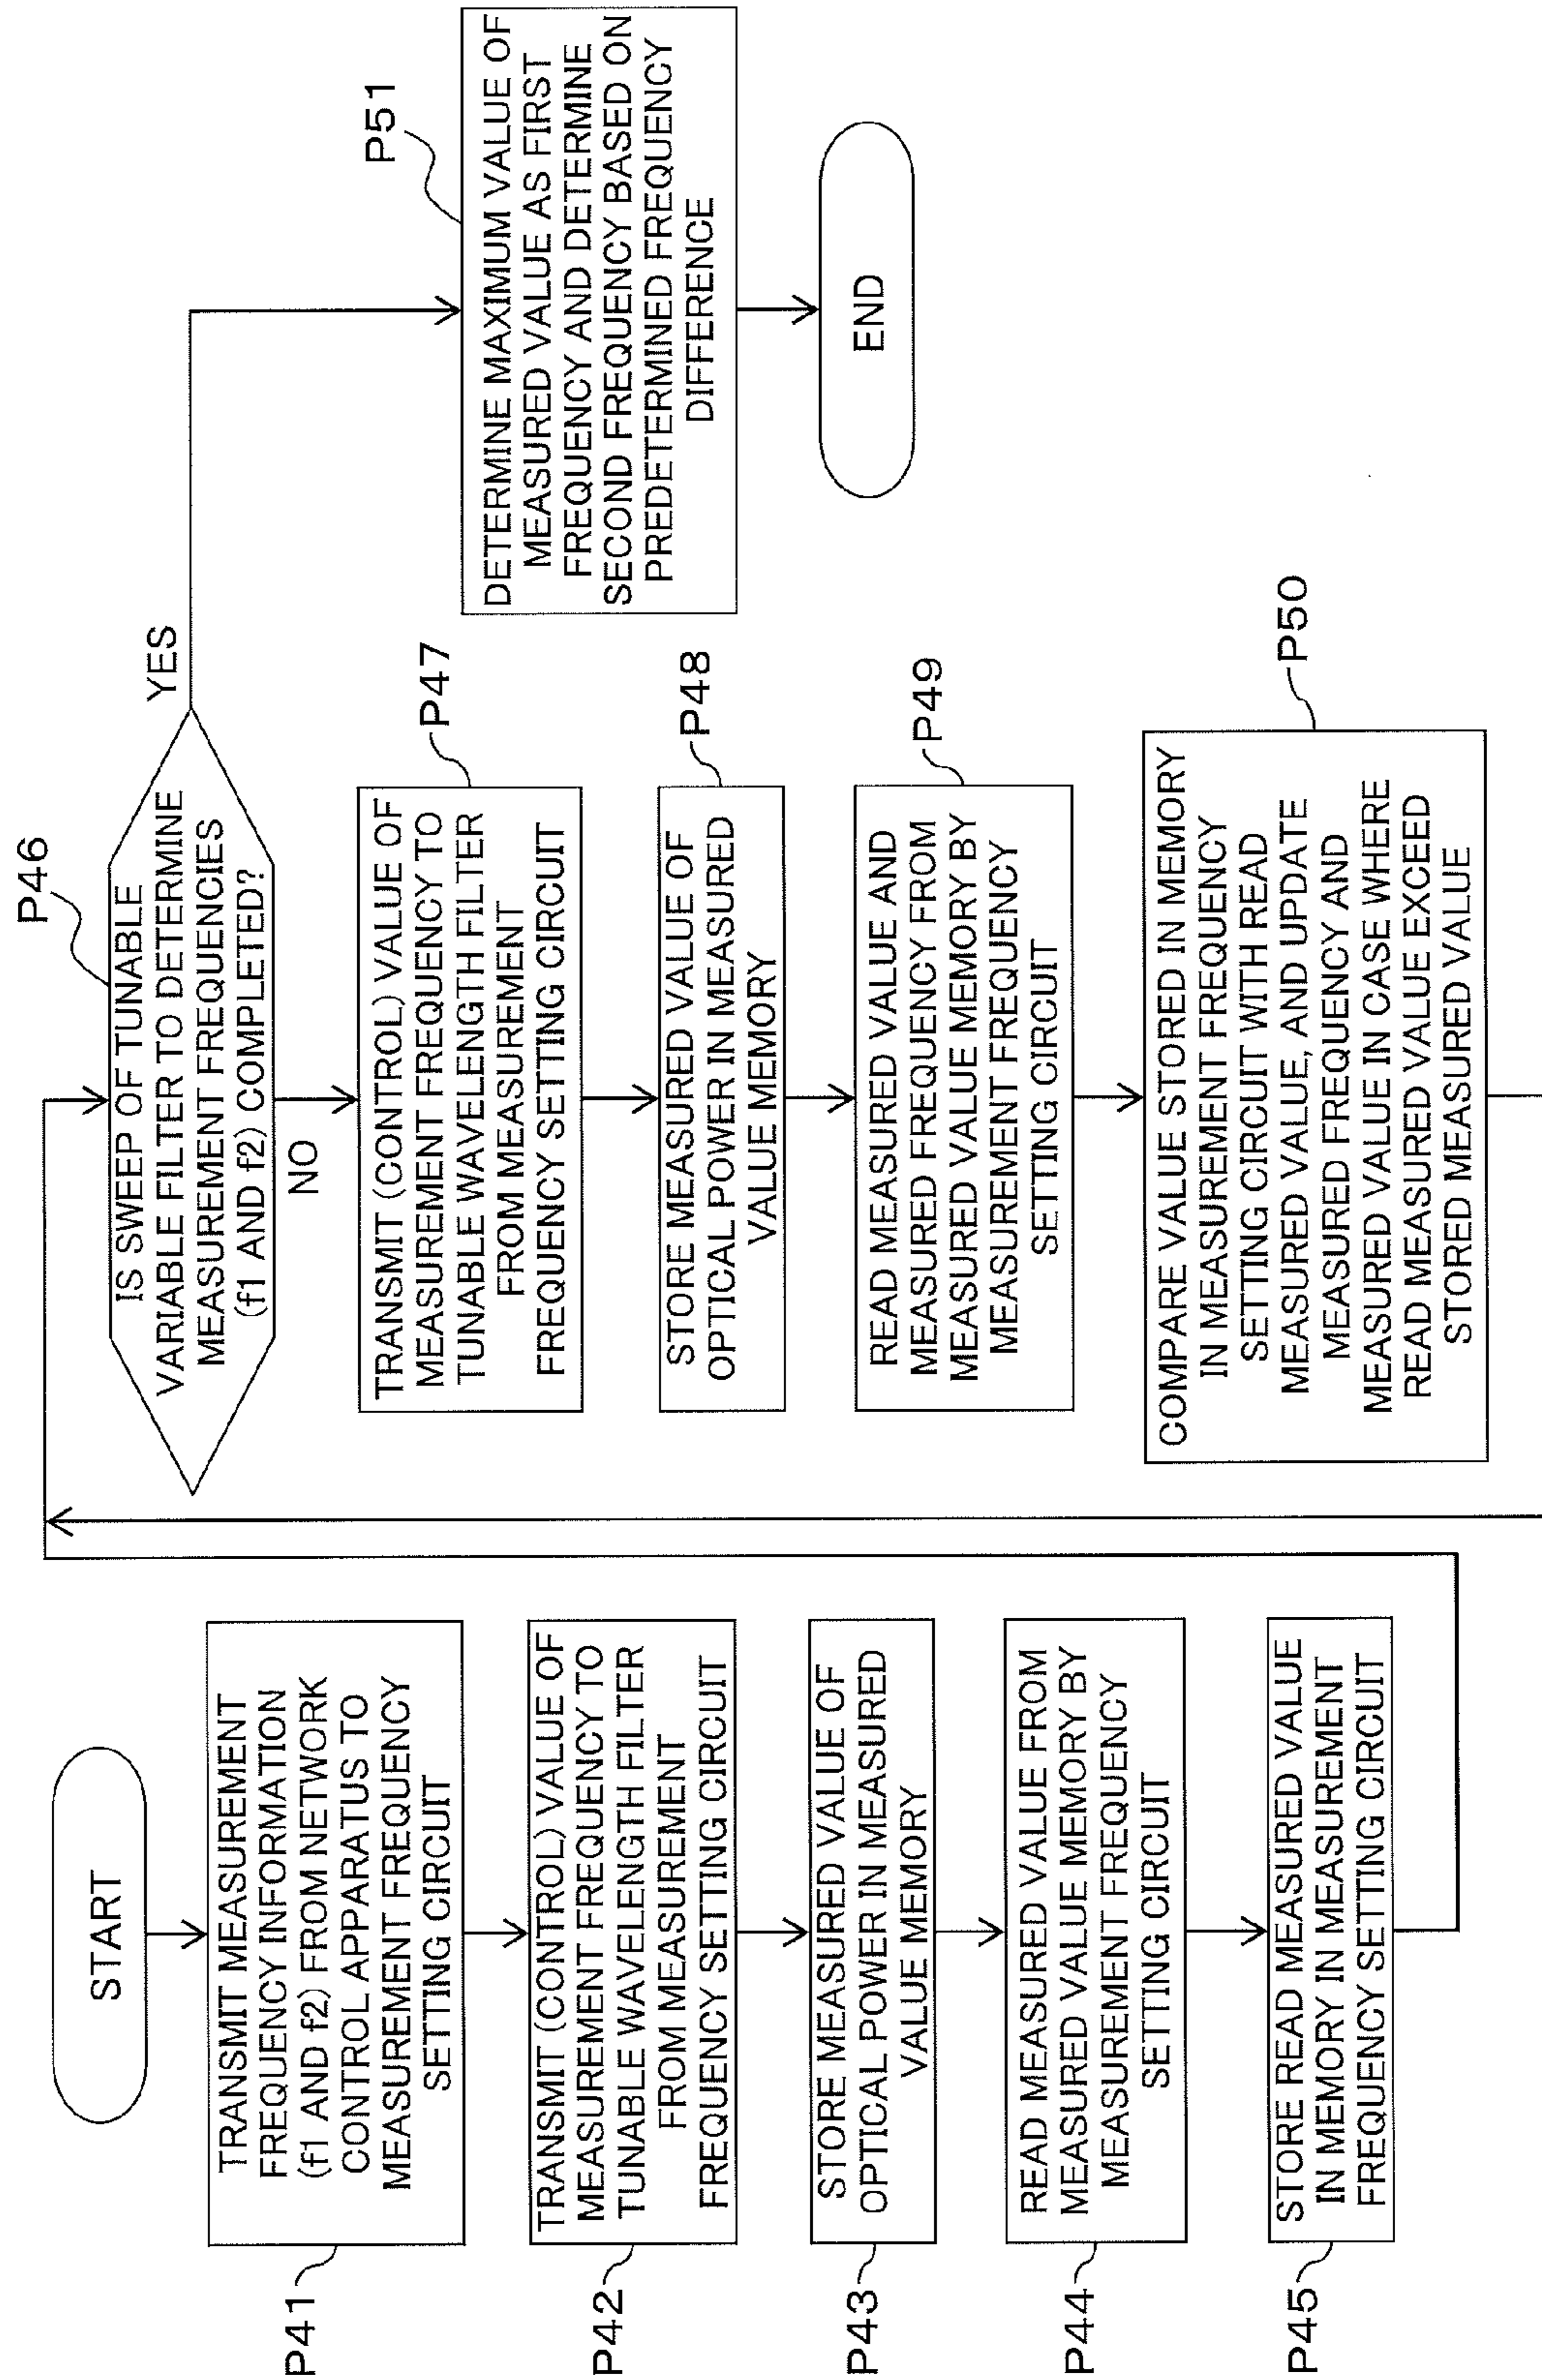 START
P41
TRANSMIT MEASUREMENT
FREQUENCY INFORMATION
(f1 AND f2) FROM NETWORK
CONTROL APPARATUS TO
MEASUREMENT FREQUENCY
SETTING CIRCUIT
P42
TRANSMIT (CONTROL) VALUE OF
MEASUREMENT FREQUENCY TO
TUNABLE WAVELENGTH FILTER
FROM MEASUREMENT
FREQUENCY SETTING CIRCUIT
P43
STORE MEASURED VALUE OF
OPTICAL POWER IN MEASURED
VALUE MEMORY
P44
READ MEASURED VALUE FROM
MEASURED VALUE MEMORY BY
MEASUREMENT FREQUENCY
SETTING CIRCUIT
P45
STORE READ MEASURED VALUE
IN MEMORY IN MEASUREMENT
FREQUENCY SETTING CIRCUIT
P46
IS SWEEP OF TUNABLE
VARIABLE FILTER TO DETERMINE
MEASUREMENT FREQUENCIES
(f1 AND f2) COMPLETED?
YES
NO
P47
TRANSMIT (CONTROL) VALUE OF
MEASUREMENT FREQUENCY TO
TUNABLE WAVELENGTH FILTER
FROM MEASUREMENT
FREQUENCY SETTING CIRCUIT
P48
STORE MEASURED VALUE OF
OPTICAL POWER IN MEASURED
VALUE MEMORY
P49
READ MEASURED VALUE AND
MEASURED FREQUENCY FROM
MEASURED VALUE MEMORY BY
MEASUREMENT FREQUENCY
SETTING CIRCUIT
P50
COMPARE VALUE STORED IN MEMORY
IN MEASUREMENT FREQUENCY
SETTING CIRCUIT WITH READ
MEASURED VALUE, AND UPDATE
MEASURED FREQUENCY AND
MEASURED VALUE IN CASE WHERE
READ MEASURED VALUE EXCEED
STORED MEASURED VALUE
P51
DETERMINE MAXIMUM VALUE OF
MEASURED VALUE AS FIRST
FREQUENCY AND DETERMINE
SECOND FREQUENCY BASED ON
PREDETERMINED FREQUENCY
DIFFERENCE
END